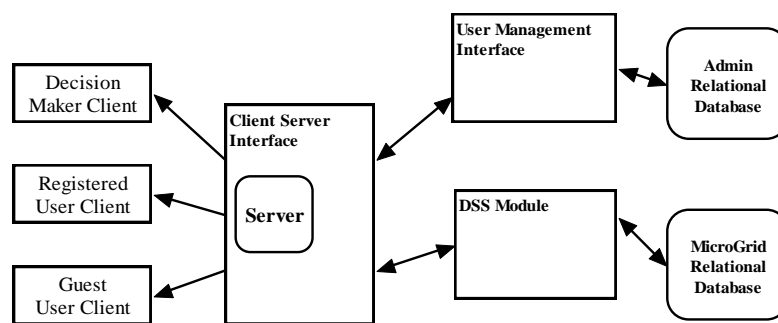 Decision
Maker Client
Registered
User Client
Guest
User Client
Client Server
Interface
Server
User Management
Interface
DSS Module
Admin
Relational
Database
MicroGrid
Relational
Database